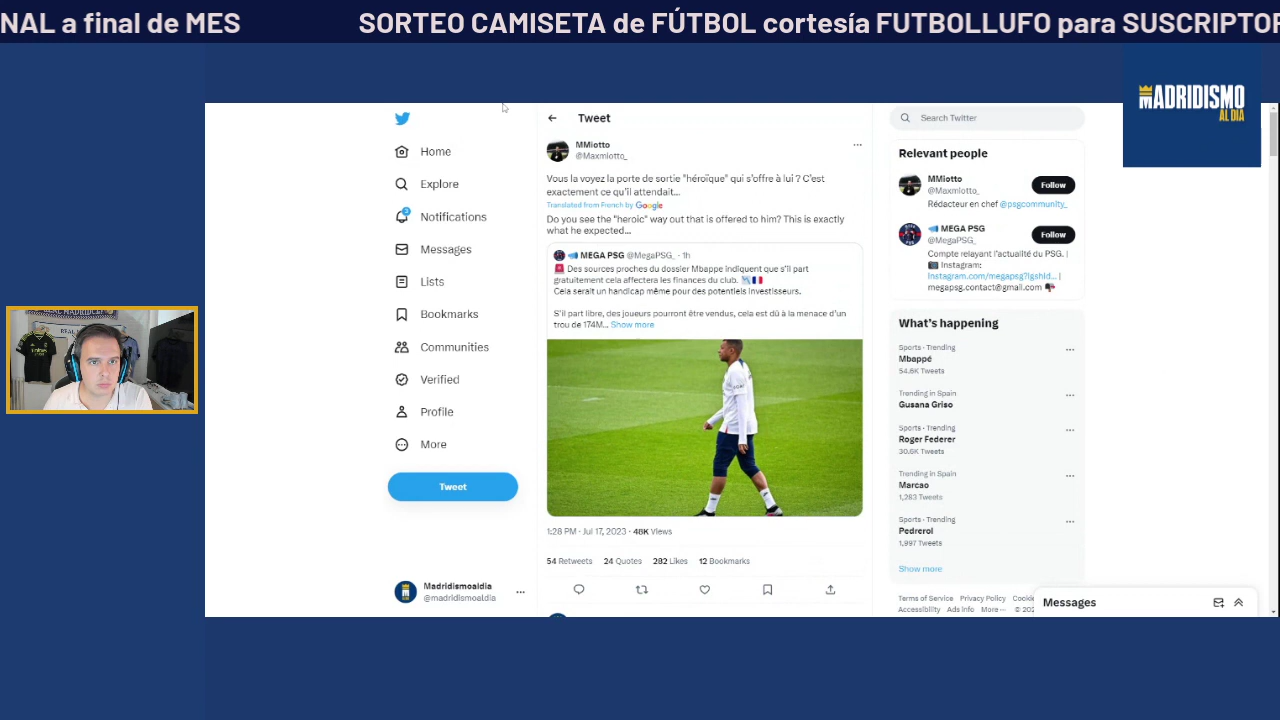 NAL a final de MES SORTEO CAMISETA de FÚTBOL cortesía FUTBOLLUFO para SUSCRIPTOR
MADRIDISMO
AL DIA
Tweet
Search Twitter
Home
Explore
Notifications
Messages
Lists
Bookmarks
Communities
Verified
Profile
More
Tweet
Madridismoaldia
@madridismoaldia
MMiotto
@Maxmiotto_
Vous la voyez la porte de sortie "héroïque" qui s'offre à lui ? C'est
exactement ce qu'il attendait...
Translated from French by Google
Do you see the "heroic" way out that is offered to him? This is exactly
what he expected...
MEGA PSG @MegaPSG_ · 1h
Des sources proches du dossier Mbappe indiquent que s'il part
gratuitement cela affectera les finances du club.
Cela serait un handicap même pour des potentiels investisseurs.
S'il part libre, des joueurs pourront être vendus, cela est dû à la menace d'un
trou de 174M... Show more
1:28 PM · Jul 17, 2023 · 48K Views
54 Retweets 24 Quotes 282 Likes 12 Bookmarks
Relevant people
MMiotto
@Maxmiotto_
Follow
Rédacteur en chef @psgcommunity_
MEGA PSG
@MegaPSG_
Follow
Compte relayant l'actualité du PSG. |
Instagram:
instagram.com/megapsg?igshid... |
megapsg.contact@gmail.com
What's happening
Sports · Trending
Mbappé
54.6K Tweets
Trending in Spain
Gusana Griso
Sports · Trending
Roger Federer
30.6K Tweets
Trending in Spain
Marcao
1,283 Tweets
Sports · Trending
Pedrerol
1,997 Tweets
Show more
Terms of Service Privacy Policy Cookie
Accessibility Ads info More ··· © 202
Messages